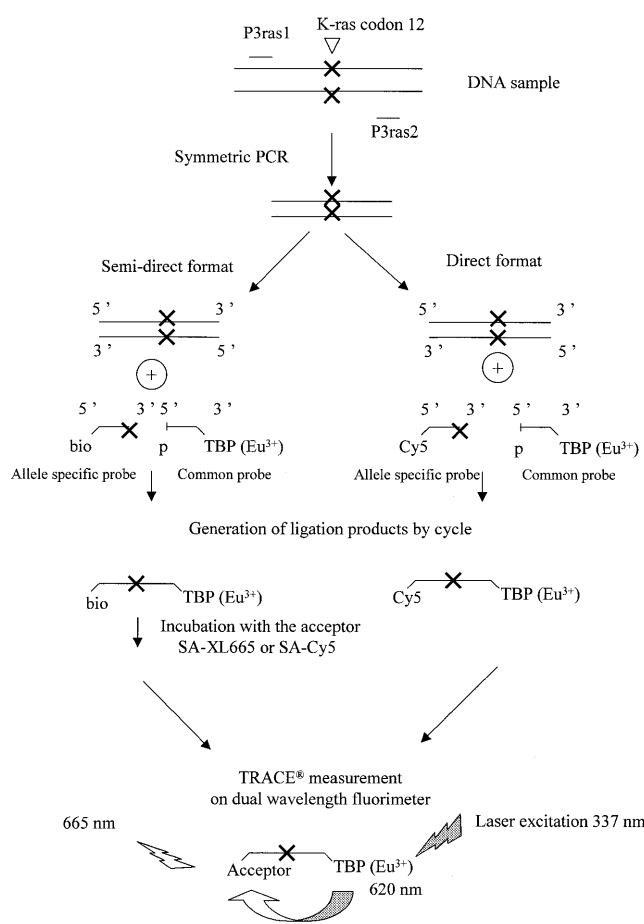 K-ras codon 12
P3ras1
DNA sample
P3ras2
Symmetric PCR
Semi-direct format
Direct format
5 ’ 3 ’
5 ’ 3 ’
3 ’ 5 ’
3 ’ 5 ’
+
+
5 ’ 3 ’ 5 ’ 3 ’
5 ’ 3 ’ 5 ’ 3 ’
bio p TBP (Eu³⁺)
Cy5 p TBP (Eu³⁺)
Allele specific probe Common probe
Allele specific probe Common probe
Generation of ligation products by cycle
bio TBP (Eu³⁺)
Cy5 TBP (Eu³⁺)
Incubation with the acceptor
SA-XL665 or SA-Cy5
TRACE® measurement
on dual wavelength fluorimeter
665 nm
Laser excitation 337 nm
Acceptor TBP (Eu³⁺)
620 nm